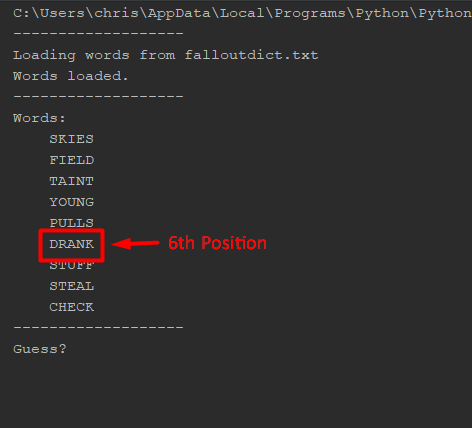 C:\Users\chris\AppData\Local\Programs\Python\Python
-------------------
Loading words from falloutdict.txt
Words loaded.
-------------------
Words:
SKIES
FIELD
TAINT
YOUNG
PULLS
DRANK 6th Position
STUFF
STEAL
CHECK
-------------------
Guess?